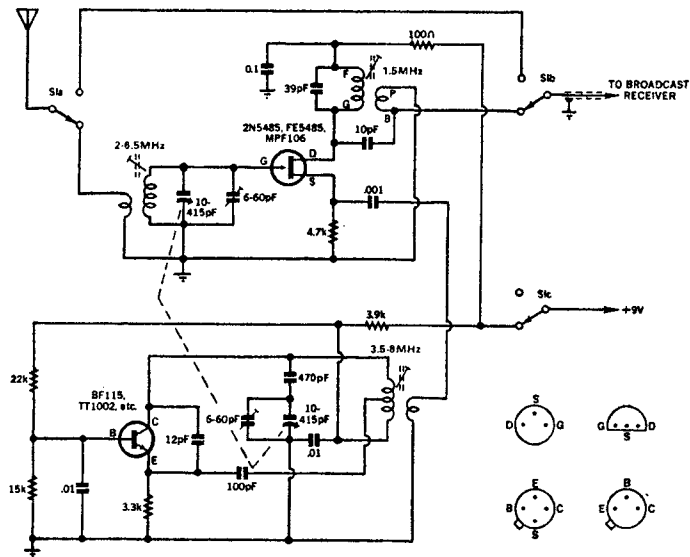 100Ω
S1a
0.1
F
1.5MHz
39pF
P
G
B
S1b
TO BROADCAST
RECEIVER
2N5485, FE5485,
MPF106
10pF
2-6.5MHz
G
D
S
10-
415pF
6-60pF
.001
4.7k
S1c
+9V
3.9k
3.5-8MHz
22k
470pF
BF115,
TT1002, etc.
6-60pF
10-
415pF
B
C
E
12pF
.01
100pF
15k
.01
3.3k
S
D
G
G
S
D
E
B
C
S
B
E
C